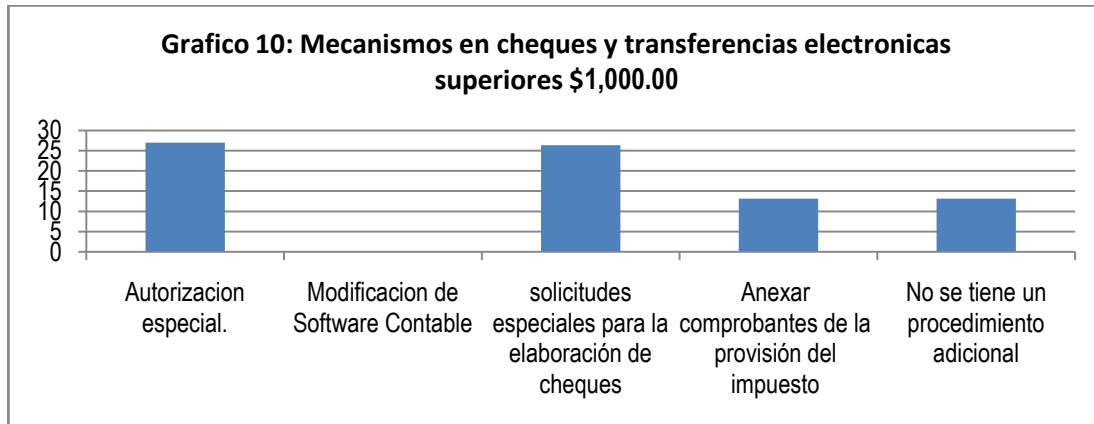 Grafico 10: Mecanismos en cheques y transferencias electronicas
superiores $1,000.00
30
25
20
15
10
5
0
Autorizacion
especial.
Modificacion de
Software Contable
solicitudes
especiales para la
elaboración de
cheques
Anexar
comprobantes de la
provisión del
impuesto
No se tiene un
procedimiento
adicional